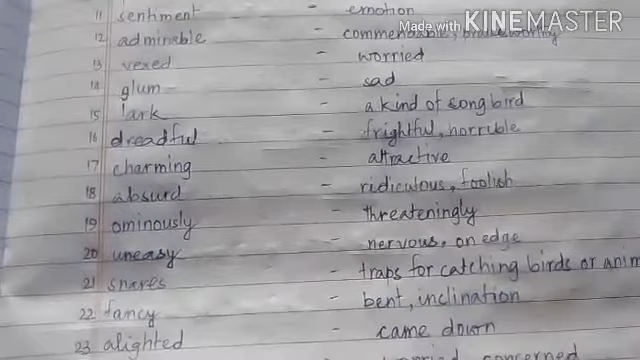 11 sentiment - emotion
Made with KINEMASTER
12 adminable - commendable, praiseworthy
13 vexed - worried
14 glum - sad
15 lark - a kind of song bird
16 dreadful - frightful, horrible
17 charming - attractive
18 absurd - ridiculous, foolish
19 ominously - threateningly
20 uneasy - nervous, on edge
21 snares - traps for catching birds or anim
22 fancy - bent, inclination
23 alighted - came down
concerned